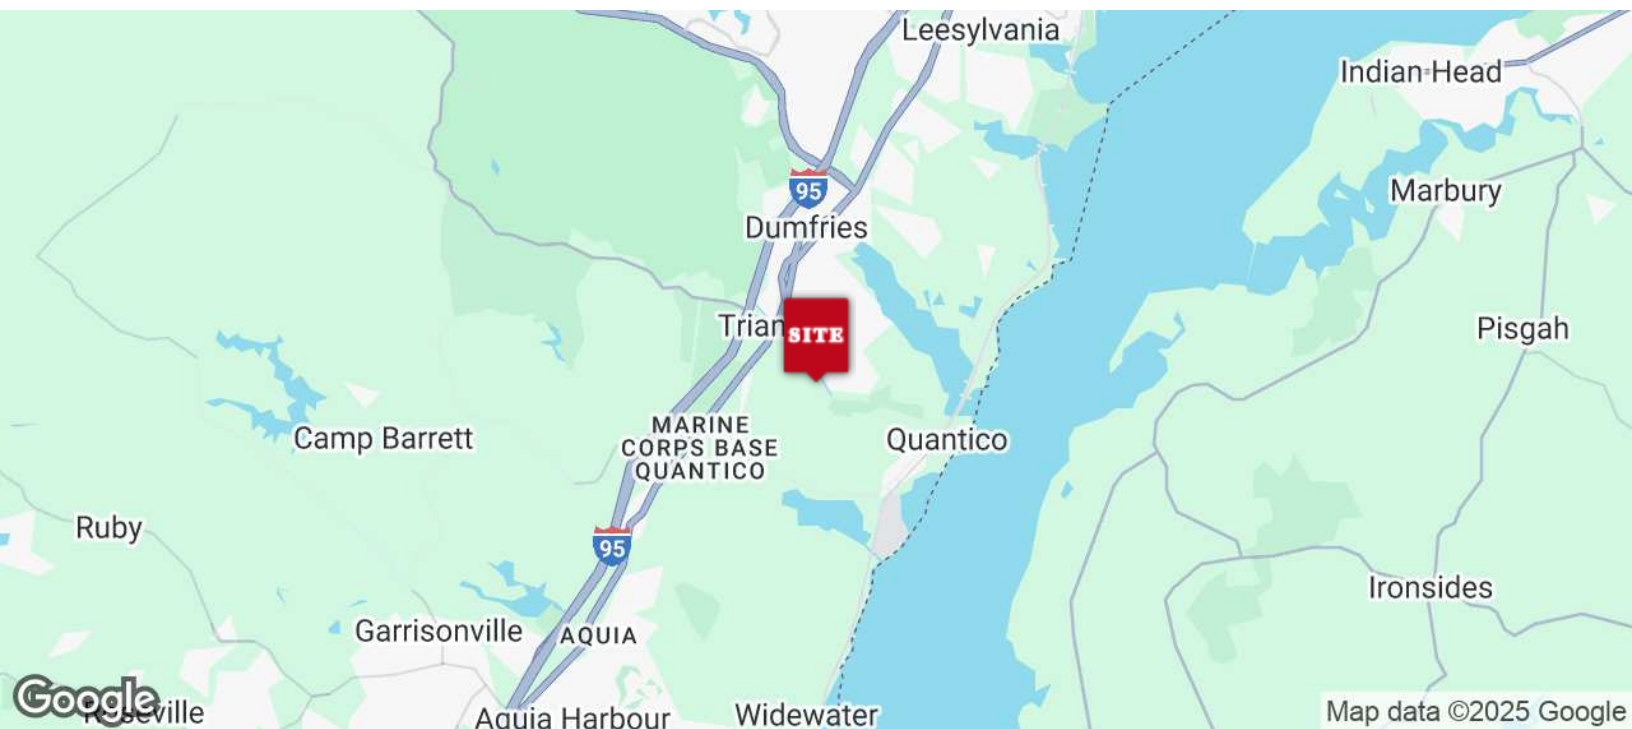 Leesylvania
Indian Head
95
Marbury
Dumfries
Trian
SITE
Pisgah
MARINE
CORPS BASE
QUANTICO
Camp Barrett
Quantico
Ruby
95
Ironsides
Garrisonville
AQUIA
Google
Roseville
Aquia Harbour
Widewater
Map data ©2025 Google